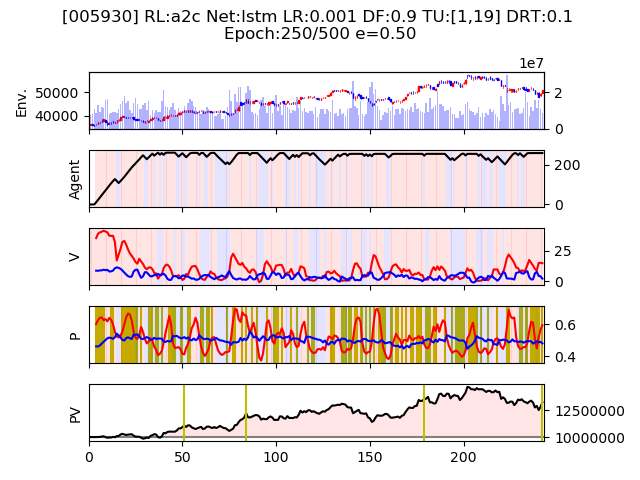 [005930] RL:a2c Net:lstm LR:0.001 DF:0.9 TU:[1,19] DRT:0.1
Epoch:250/500 e=0.50
1e7
Env.
50000
40000
2
0
Agent
200
0
V
25
0
P
0.6
0.4
PV
12500000
10000000
0 50 100 150 200